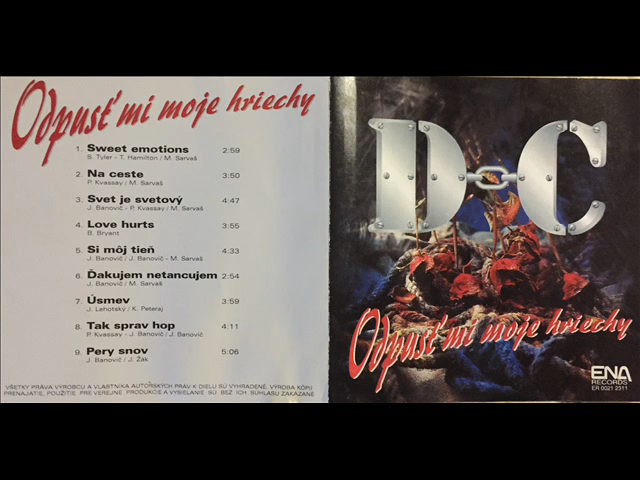 Odpusť mi moje hriechy
1. Sweet emotions 2:59
S. Tyler - T. Hamilton / M. Sarvaš
2. Na ceste 3:50
P. Kvassay / M. Sarvaš
3. Svet je svetový 4:47
J. Banovič - P. Kvassay / M. Sarvaš
4. Love hurts 3:55
B. Bryant
5. Si môj tieň 4:33
J. Banovič / J. Banovič - M. Sarvaš
6. Ďakujem netancujem 2:54
J. Banovič / M. Sarvaš
7. Úsmev 3:59
J. Lehotský / K. Peteraj
8. Tak sprav hop 4:11
P. Kvassay - J. Banovič / J. Banovič
9. Pery snov 5:06
J. Banovič / J. Žák
VŠETKY PRÁVA VÝROBCU A VLASTNÍKA AUTORSKÝCH PRÁV K DIELU SÚ VYHRADENÉ. VÝROBA KÓPIÍ
PRENAJATIE, POUŽITIE PRE VEREJNÉ PRODUKCIE A VYSIELANIE SÚ BEZ ICH SÚHLASU ZAKÁZANÉ
D-C
Odpusť mi moje hriechy
ENA
RECORDS
ER 0021 2311